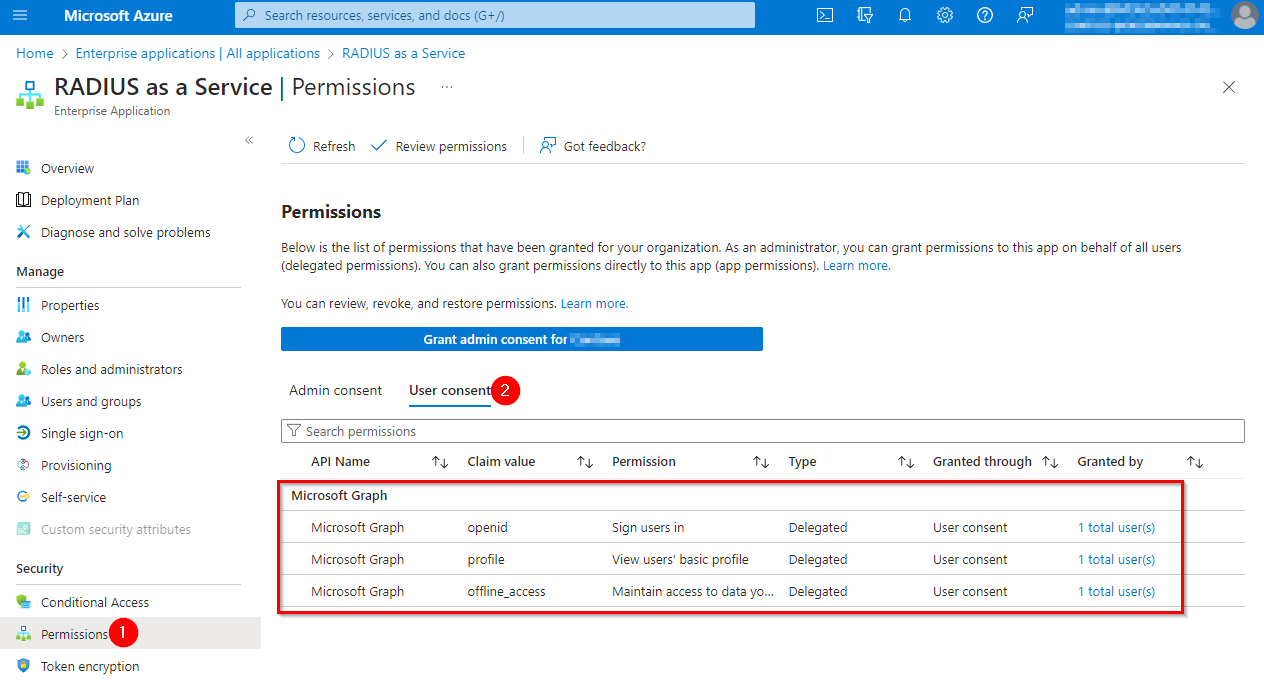 Microsoft Azure
Search resources, services, and docs (G+/)
Home > Enterprise applications | All applications > RADIUS as a Service
RADIUS as a Service | Permissions ...
Enterprise Application
Refresh Review permissions Got feedback?
Overview
Deployment Plan
Diagnose and solve problems
Manage
Properties
Owners
Roles and administrators
Users and groups
Single sign-on
Provisioning
Self-service
Custom security attributes
Security
Conditional Access
Permissions 1
Token encryption
Permissions
Below is the list of permissions that have been granted for your organization. As an administrator, you can grant permissions to this app on behalf of all users
(delegated permissions). You can also grant permissions directly to this app (app permissions). Learn more.
You can review, revoke, and restore permissions. Learn more.
Grant admin consent for
Admin consent User consent 2
Search permissions
API Name Claim value Permission Type Granted through Granted by
Microsoft Graph
Microsoft Graph openid Sign users in Delegated User consent 1 total user(s)
Microsoft Graph profile View users' basic profile Delegated User consent 1 total user(s)
Microsoft Graph offline_access Maintain access to data yo... Delegated User consent 1 total user(s)